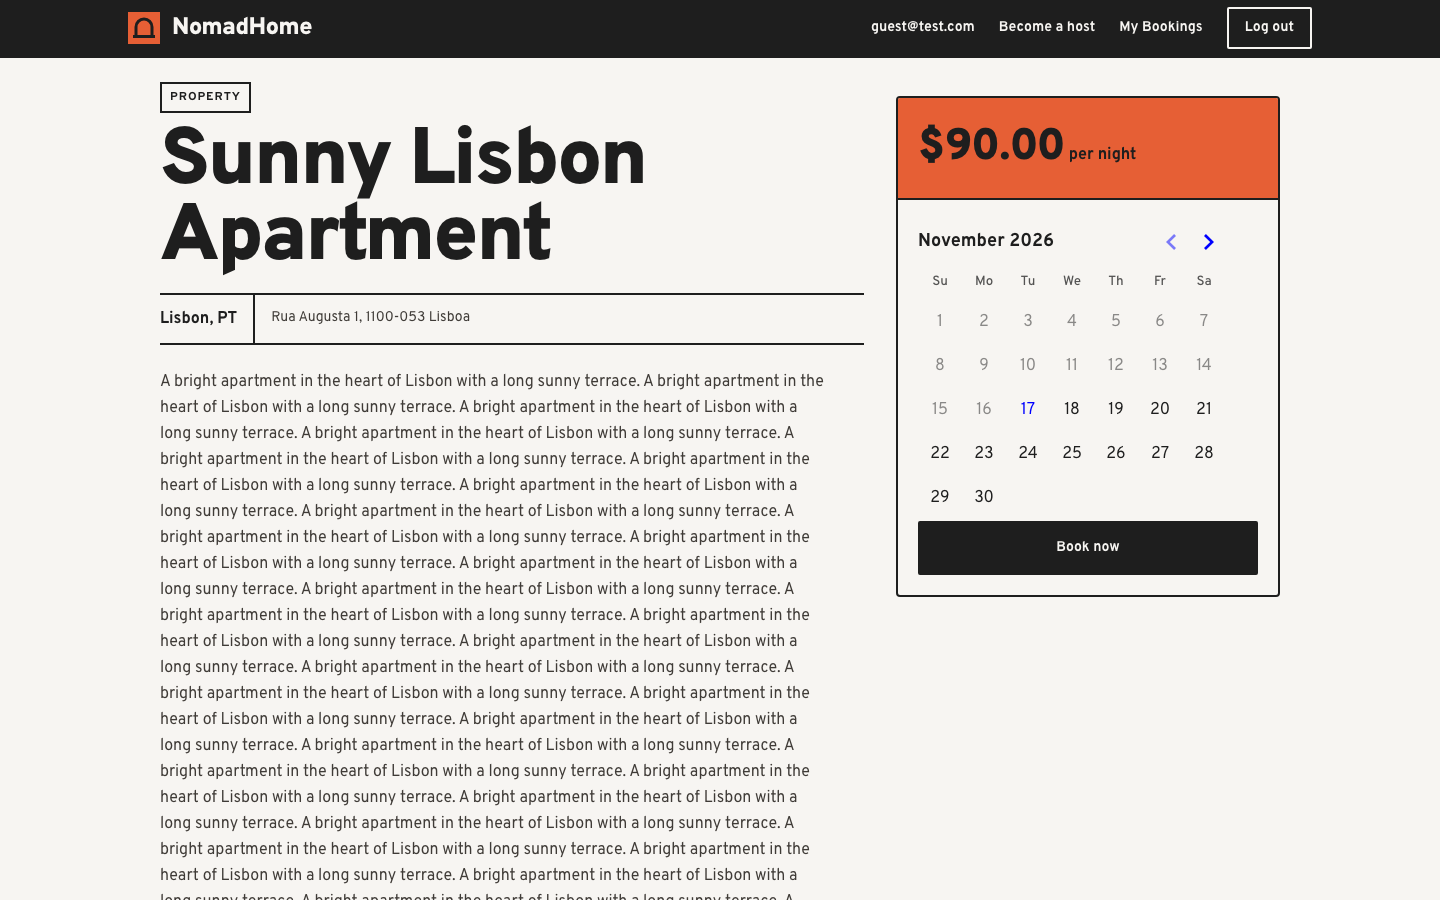 NomadHome
guest@test.com Become a host My Bookings Log out
PROPERTY
Sunny Lisbon
Apartment
Lisbon, PT
Rua Augusta 1, 1100-053 Lisboa
A bright apartment in the heart of Lisbon with a long sunny terrace. A bright apartment in the
heart of Lisbon with a long sunny terrace. A bright apartment in the heart of Lisbon with a
long sunny terrace. A bright apartment in the heart of Lisbon with a long sunny terrace. A
bright apartment in the heart of Lisbon with a long sunny terrace. A bright apartment in the
heart of Lisbon with a long sunny terrace. A bright apartment in the heart of Lisbon with a
long sunny terrace. A bright apartment in the heart of Lisbon with a long sunny terrace. A
bright apartment in the heart of Lisbon with a long sunny terrace. A bright apartment in the
heart of Lisbon with a long sunny terrace. A bright apartment in the heart of Lisbon with a
long sunny terrace. A bright apartment in the heart of Lisbon with a long sunny terrace. A
bright apartment in the heart of Lisbon with a long sunny terrace. A bright apartment in the
heart of Lisbon with a long sunny terrace. A bright apartment in the heart of Lisbon with a
long sunny terrace. A bright apartment in the heart of Lisbon with a long sunny terrace. A
bright apartment in the heart of Lisbon with a long sunny terrace. A bright apartment in the
heart of Lisbon with a long sunny terrace. A bright apartment in the heart of Lisbon with a
long sunny terrace. A bright apartment in the heart of Lisbon with a long sunny terrace. A
bright apartment in the heart of Lisbon with a long sunny terrace. A bright apartment in the
heart of Lisbon with a long sunny terrace. A bright apartment in the heart of Lisbon with a
long sunny terrace. A bright apartment in the heart of Lisbon with a long sunny terrace. A
bright apartment in the heart of Lisbon with a long sunny terrace. A bright apartment in the
heart of Lisbon with a long sunny terrace. A bright apartment in the heart of Lisbon with a
long sunny terrace. A bright apartment in the heart of Lisbon with a long sunny terrace. A
$90.00 per night
November 2026
Su Mo Tu We Th Fr Sa
1 2 3 4 5 6 7
8 9 10 11 12 13 14
15 16 17 18 19 20 21
22 23 24 25 26 27 28
29 30
Book now